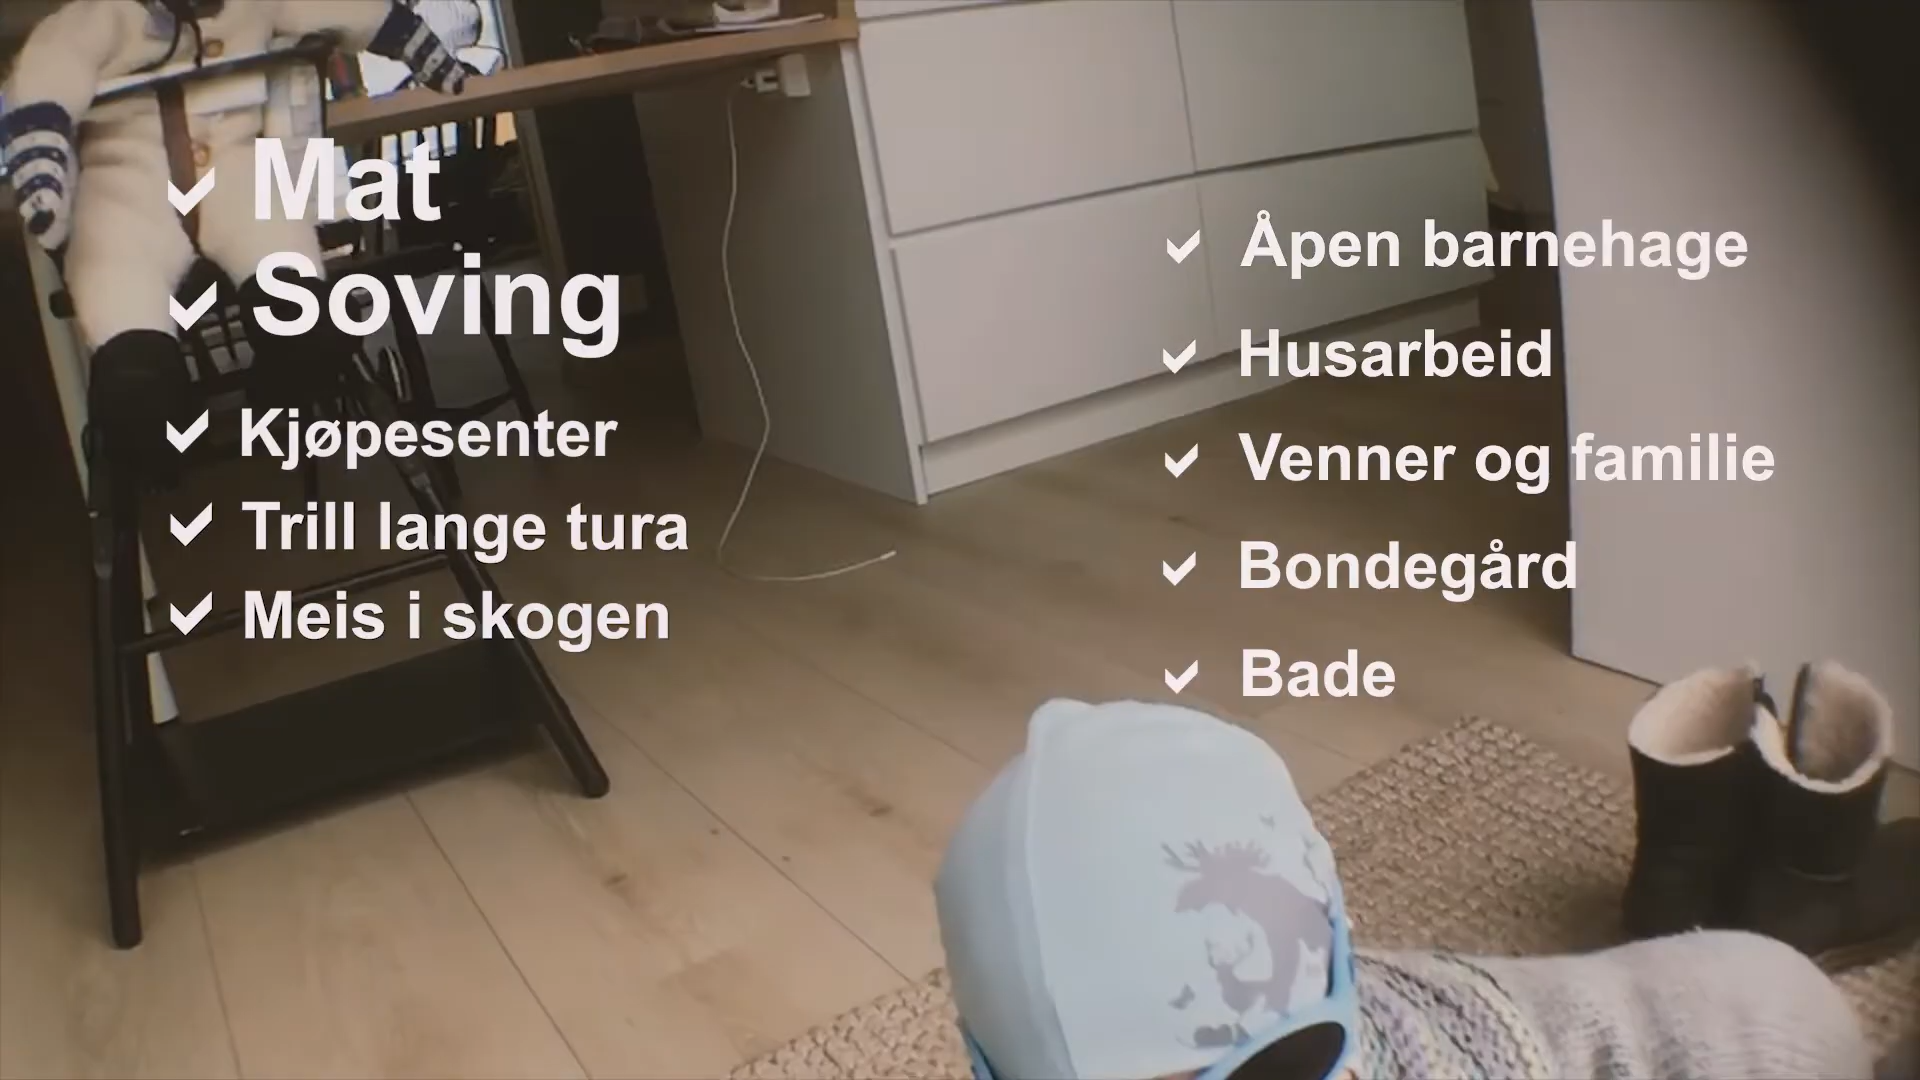 Mat
Soving
Kjøpesenter
Trill lange tura
Meis i skogen
Åpen barnehage
Husarbeid
Venner og familie
Bondegård
Bade